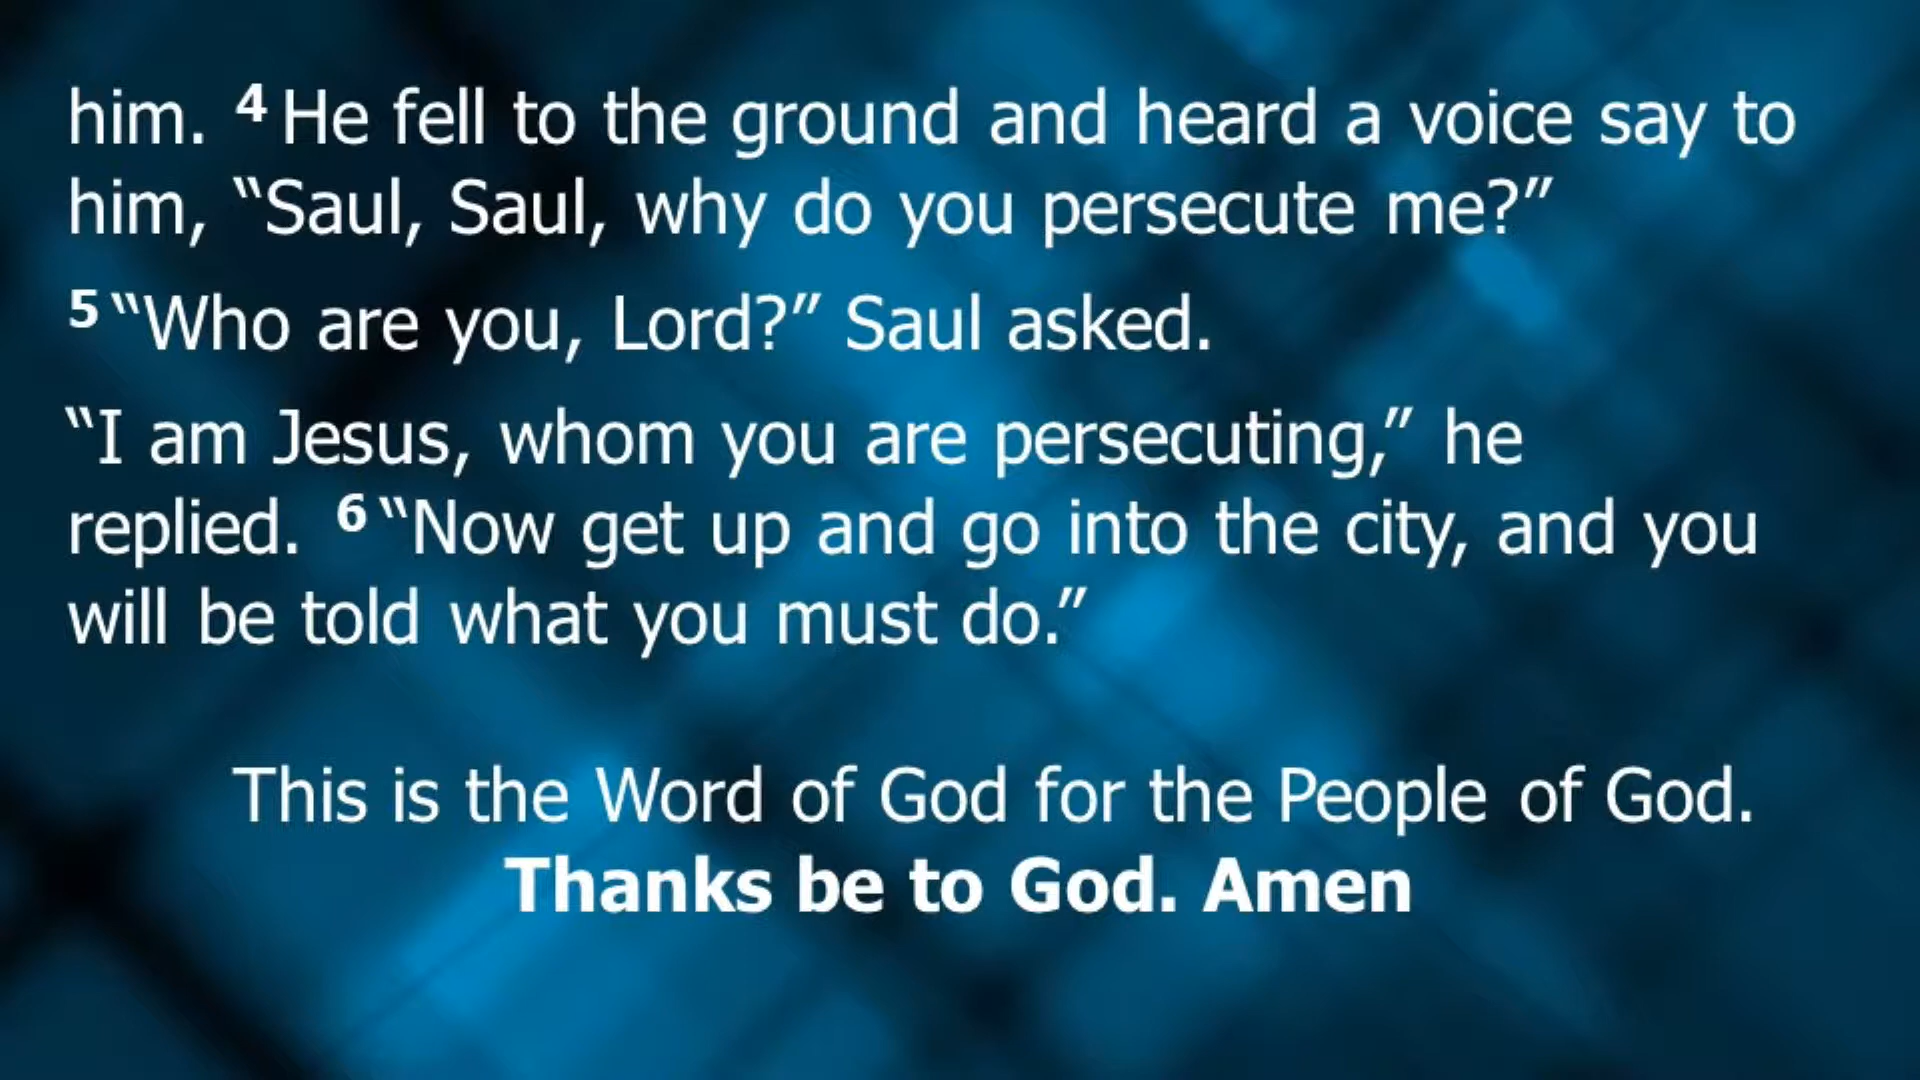 him. 4 He fell to the ground and heard a voice say to
him, “Saul, Saul, why do you persecute me?”
5 “Who are you, Lord?” Saul asked.
“I am Jesus, whom you are persecuting,” he
replied. 6 “Now get up and go into the city, and you
will be told what you must do.”
This is the Word of God for the People of God.
Thanks be to God. Amen